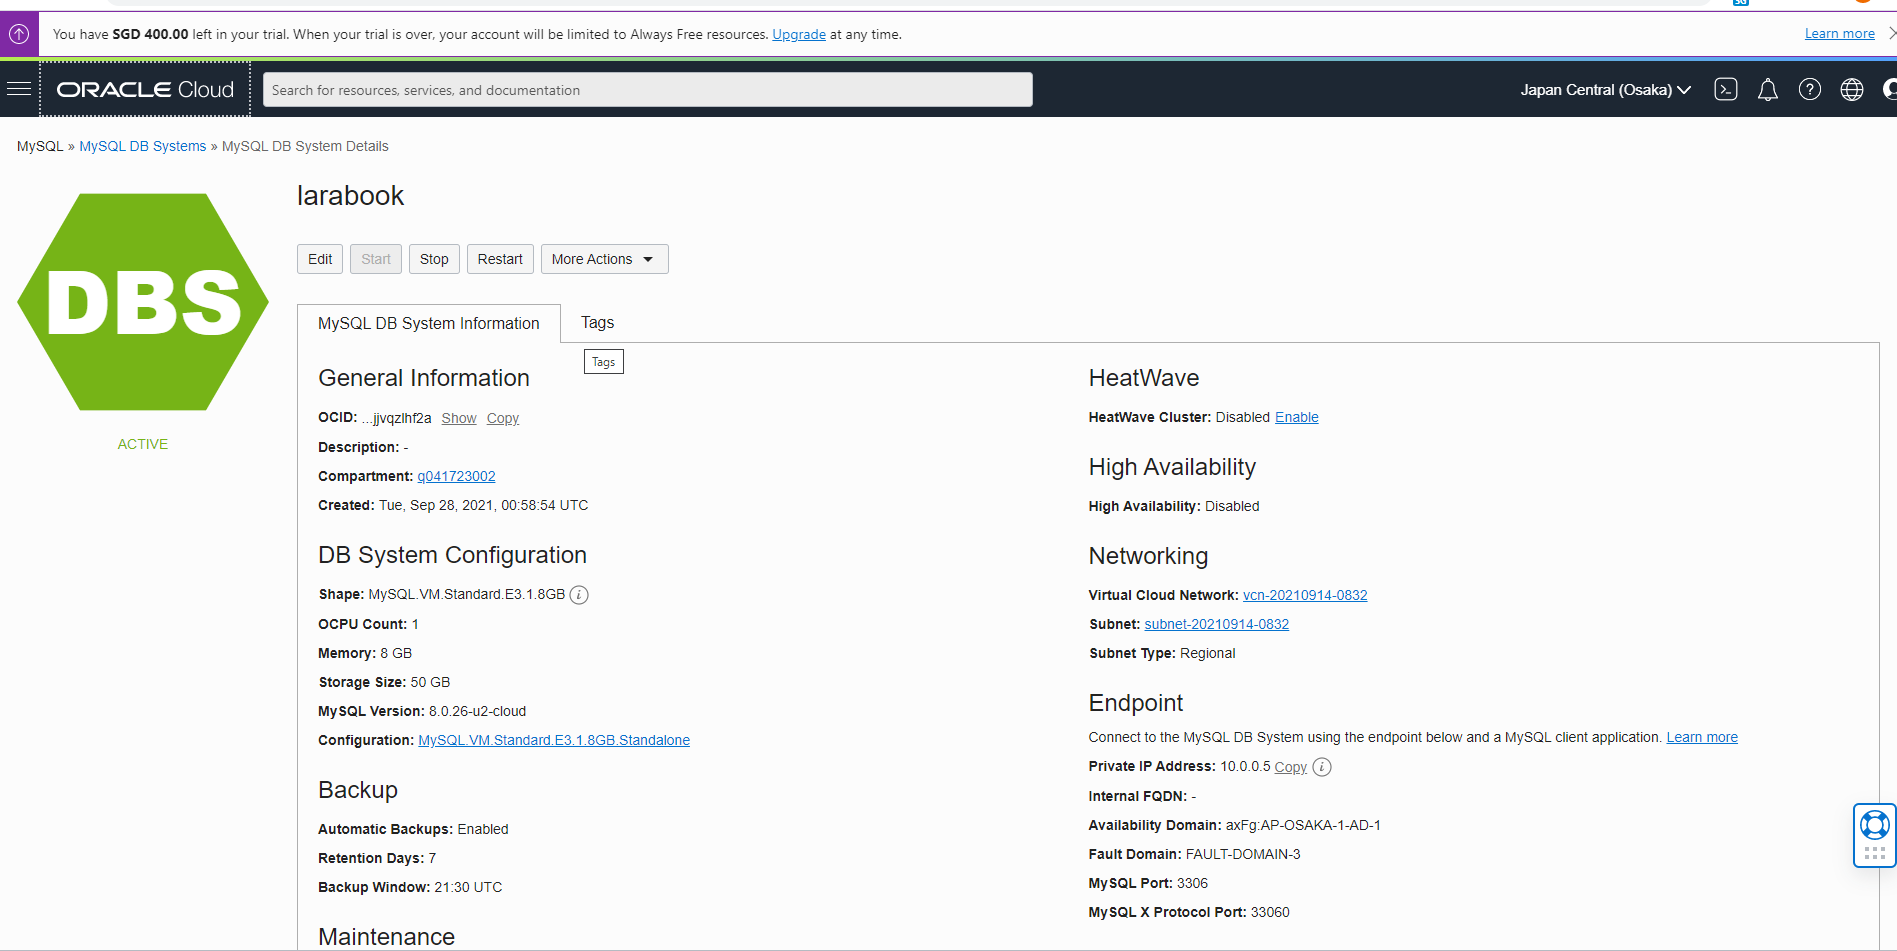 You have SGD 400.00 left in your trial. When your trial is over, your account will be limited to Always Free resources. Upgrade at any time.
Learn more
ORACLE Cloud
Search for resources, services, and documentation
Japan Central (Osaka)
MySQL » MySQL DB Systems » MySQL DB System Details
DBS
ACTIVE
larabook
Edit
Start
Stop
Restart
More Actions
MySQL DB System Information
Tags
Tags
General Information
OCID: ...jjvqzlhf2a Show Copy
Description: -
Compartment: q041723002
Created: Tue, Sep 28, 2021, 00:58:54 UTC
DB System Configuration
Shape: MySQL.VM.Standard.E3.1.8GB
OCPU Count: 1
Memory: 8 GB
Storage Size: 50 GB
MySQL Version: 8.0.26-u2-cloud
Configuration: MySQL.VM.Standard.E3.1.8GB.Standalone
Backup
Automatic Backups: Enabled
Retention Days: 7
Backup Window: 21:30 UTC
Maintenance
HeatWave
HeatWave Cluster: Disabled Enable
High Availability
High Availability: Disabled
Networking
Virtual Cloud Network: vcn-20210914-0832
Subnet: subnet-20210914-0832
Subnet Type: Regional
Endpoint
Connect to the MySQL DB System using the endpoint below and a MySQL client application. Learn more
Private IP Address: 10.0.0.5 Copy
Internal FQDN: -
Availability Domain: axFg:AP-OSAKA-1-AD-1
Fault Domain: FAULT-DOMAIN-3
MySQL Port: 3306
MySQL X Protocol Port: 33060